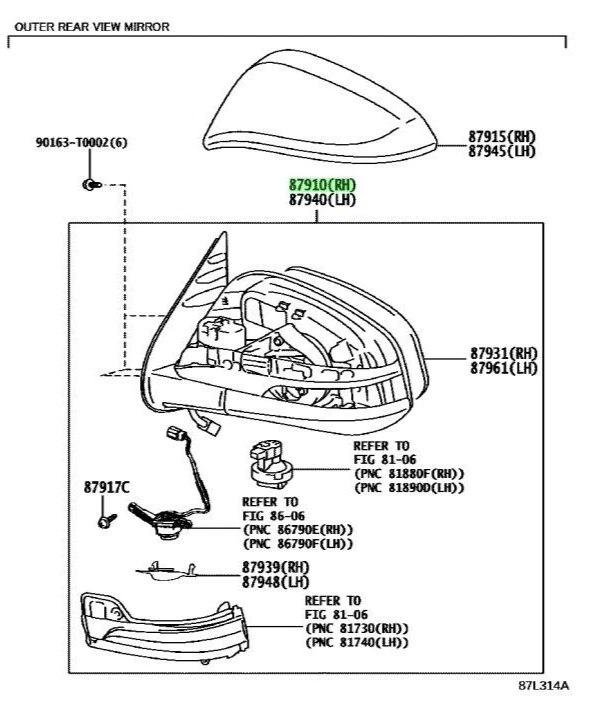 OUTER REAR VIEW MIRROR
90163-T0002(6)
87915(RH)
87945(LH)
87910(RH)
87940(LH)
87931(RH)
87961(LH)
REFER TO
FIG 81-06
(PNC 81880F(RH))
(PNC 81890D(LH))
87917C
REFER TO
FIG 86-06
(PNC 86790E(RH))
(PNC 86790F(LH))
87939(RH)
87948(LH)
REFER TO
FIG 81-06
(PNC 81730(RH))
(PNC 81740(LH))
87L314A